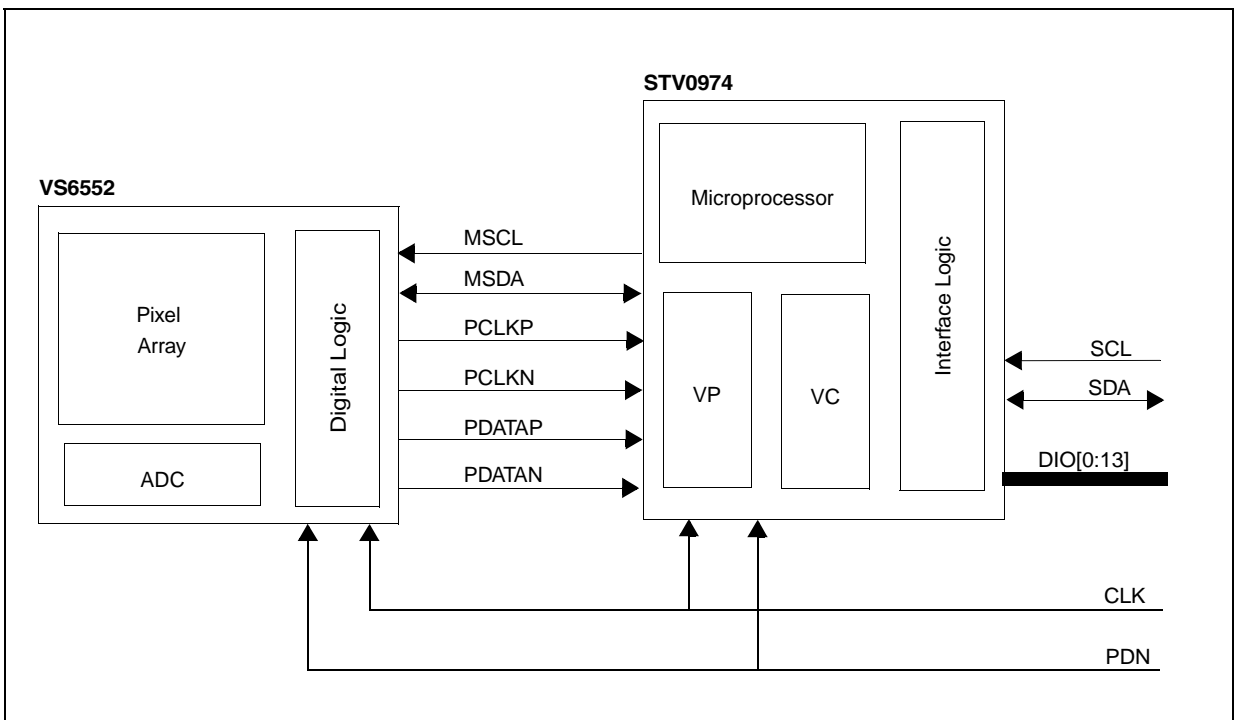 STV0974
VS6552
Microprocessor
Interface Logic
Pixel
Array
Digital Logic
ADC
MSCL
MSDA
PCLKP
PCLKN
PDATAP
PDATAN
VP
VC
SCL
SDA
DIO[0:13]
CLK
PDN